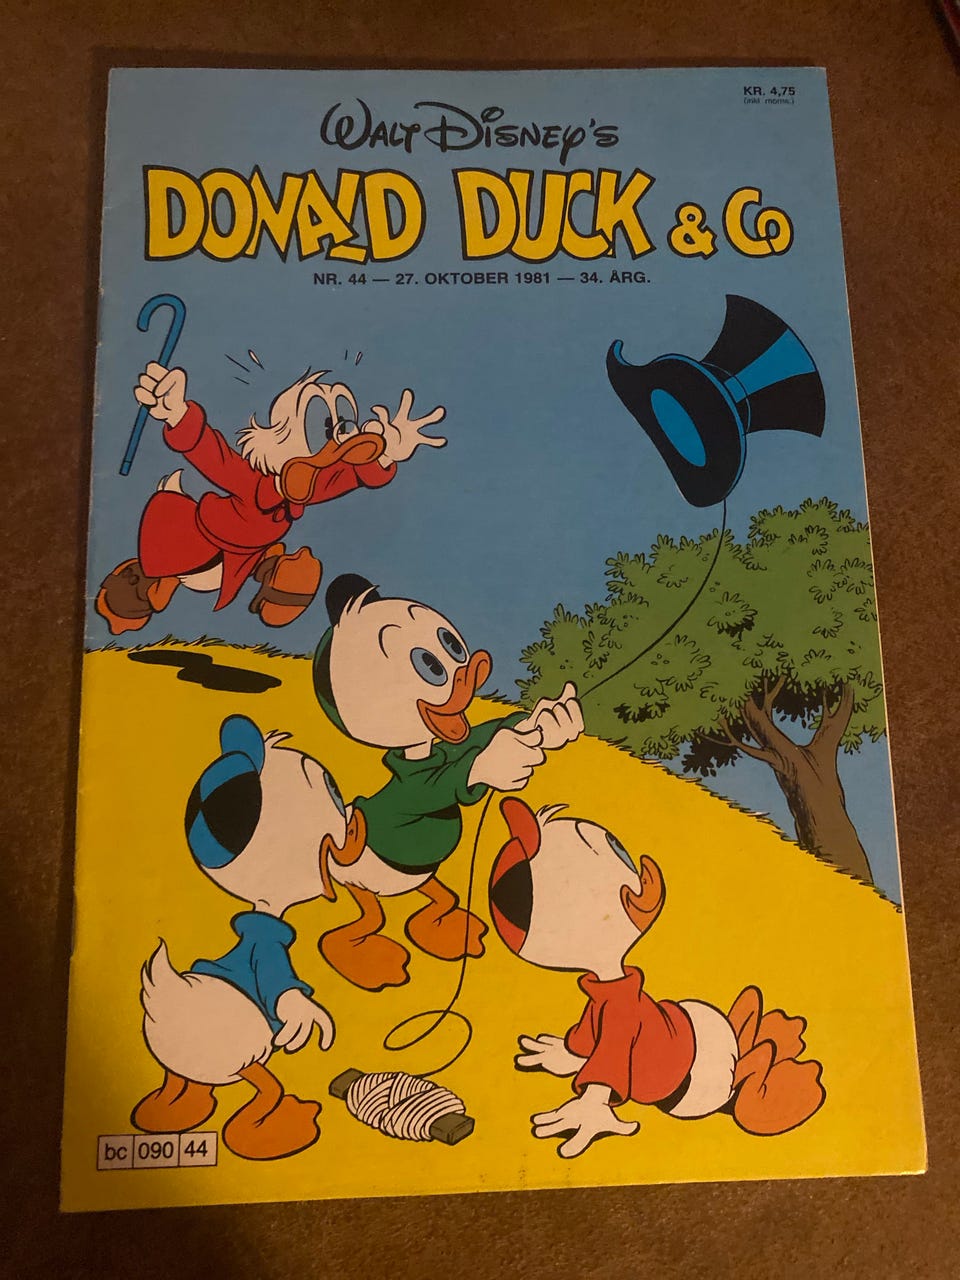 KR. 4,75
(inkl. moms.)
WALT DISNEY'S
DONALD DUCK & Co
NR. 44 — 27. OKTOBER 1981 — 34. ÅRG.
bc 090 44